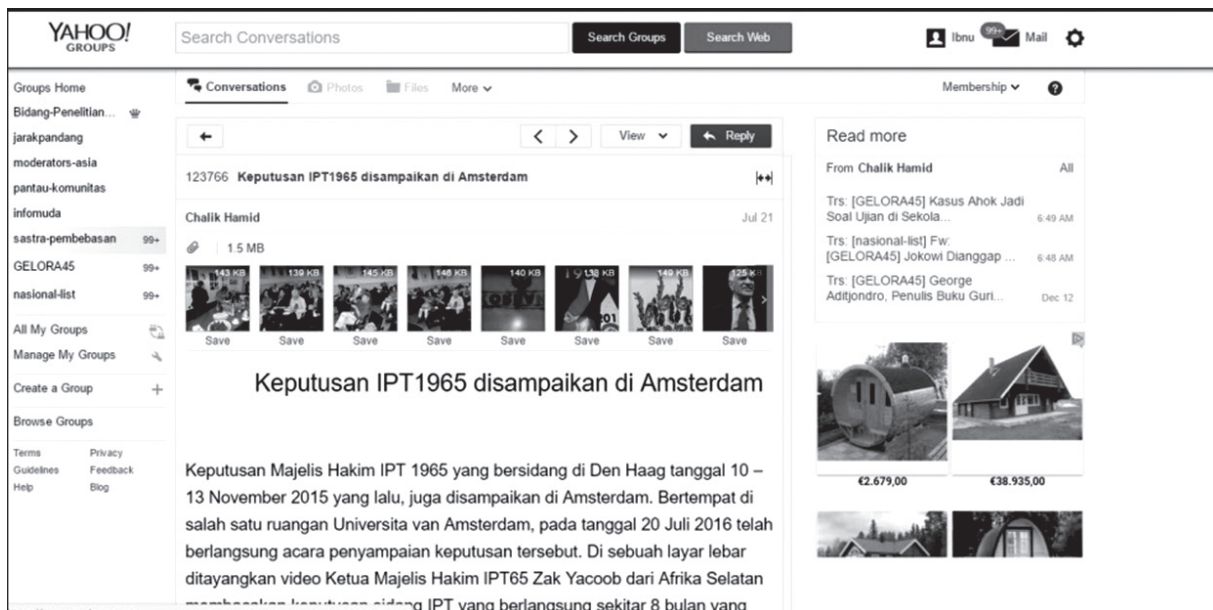 YAHOO!
GROUPS
Search Conversations
Search Groups
Search Web
Ibnu
99+
Mail
Groups Home
Bidang-Penelitian...
jarakpandang
moderators-asia
pantau-komunitas
infomuda
sastra-pembebasan 99+
GELORA45 99+
nasional-list 99+
All My Groups
Manage My Groups
Create a Group
Browse Groups
Terms Privacy
Guidelines Feedback
Help Blog
Conversations Photos Files More
Membership
View Reply
123766 Keputusan IPT1965 disampaikan di Amsterdam
Chalik Hamid Jul 21
1.5 MB
143 KB 139 KB 145 KB 146 KB 140 KB 138 KB 149 KB 125 KB
Save Save Save Save Save Save Save Save
Keputusan IPT1965 disampaikan di Amsterdam
Keputusan Majelis Hakim IPT 1965 yang bersidang di Den Haag tanggal 10 –
13 November 2015 yang lalu, juga disampaikan di Amsterdam. Bertempat di
salah satu ruangan Universita van Amsterdam, pada tanggal 20 Juli 2016 telah
berlangsung acara penyampaian keputusan tersebut. Di sebuah layar lebar
ditayangkan video Ketua Majelis Hakim IPT65 Zak Yacoob dari Afrika Selatan
membacakan keputusan sidang IPT yang berlangsung sekitar 8 bulan yang
Read more
From Chalik Hamid All
Trs: [GELORA45] Kasus Ahok Jadi
Soal Ujian di Sekola... 6:49 AM
Trs: [nasional-list] Fw:
[GELORA45] Jokowi Dianggap ... 6:48 AM
Trs: [GELORA45] George
Aditjondro, Penulis Buku Guri... Dec 12
€2.679,00
€38.935,00